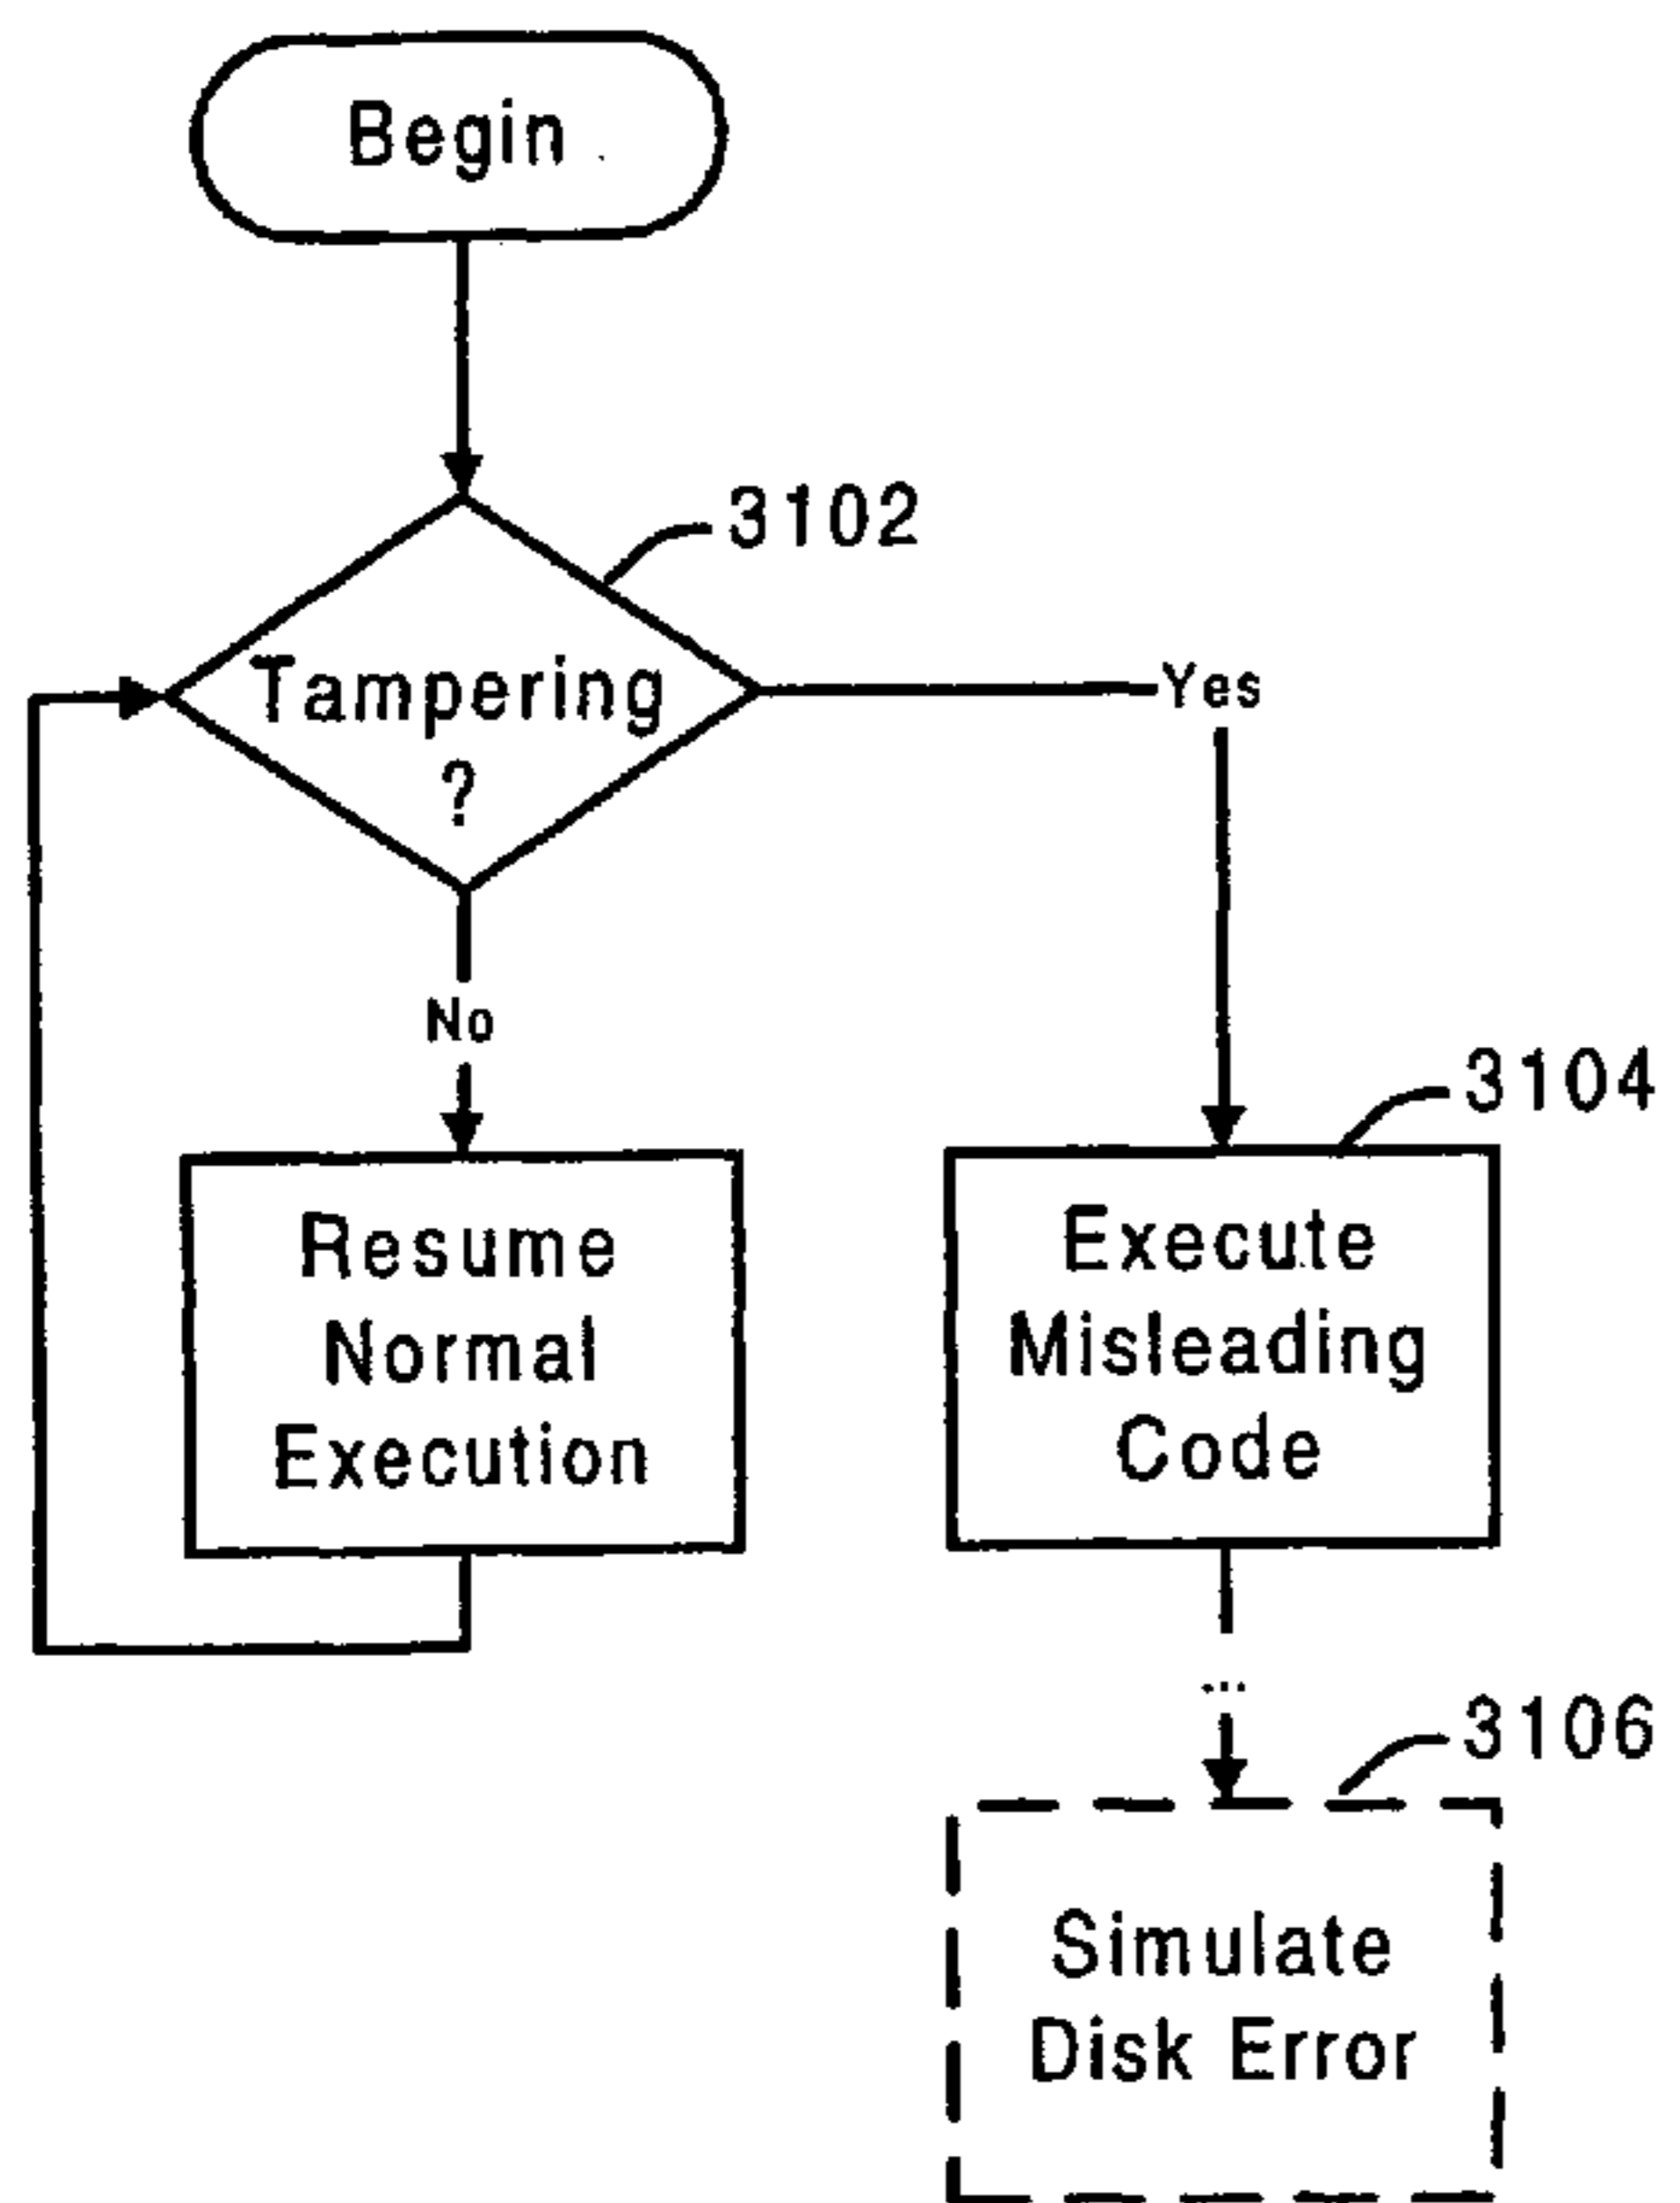 Begin
3102
Tampering
?
Yes
No
3104
Resume
Normal
Execution
Execute
Misleading
Code
...
3106
Simulate
Disk Error